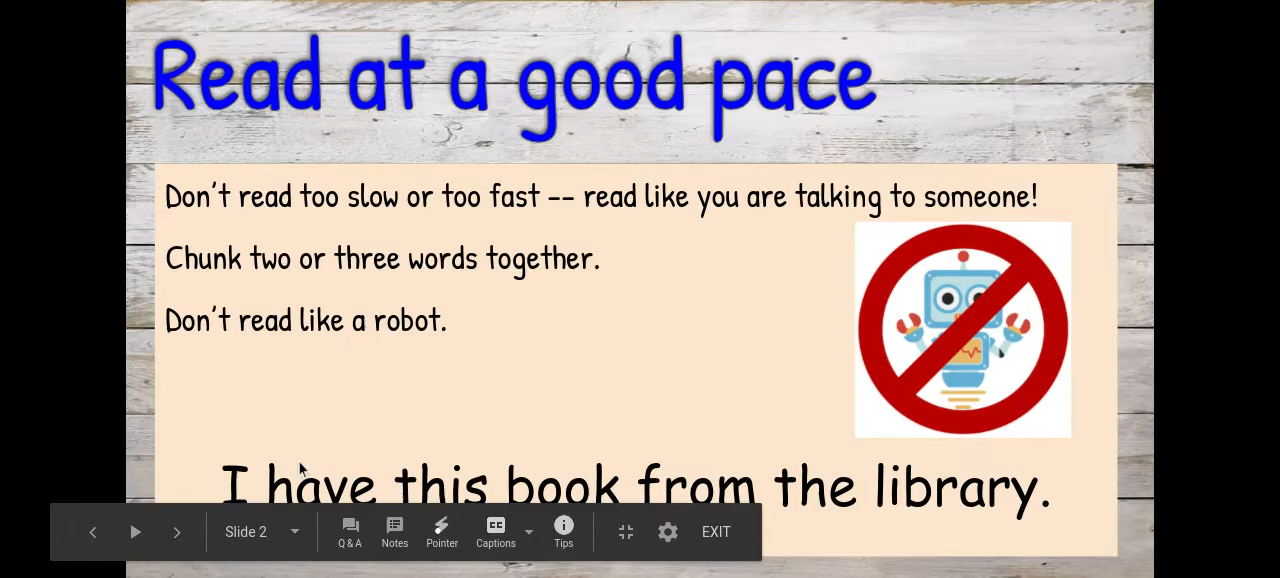 Read at a good pace
Don't read too slow or too fast -- read like you are talking to someone!
Chunk two or three words together.
Don't read like a robot.
I have this book from the library.
Slide 2
Q & A
Notes
Pointer
Captions
Tips
EXIT